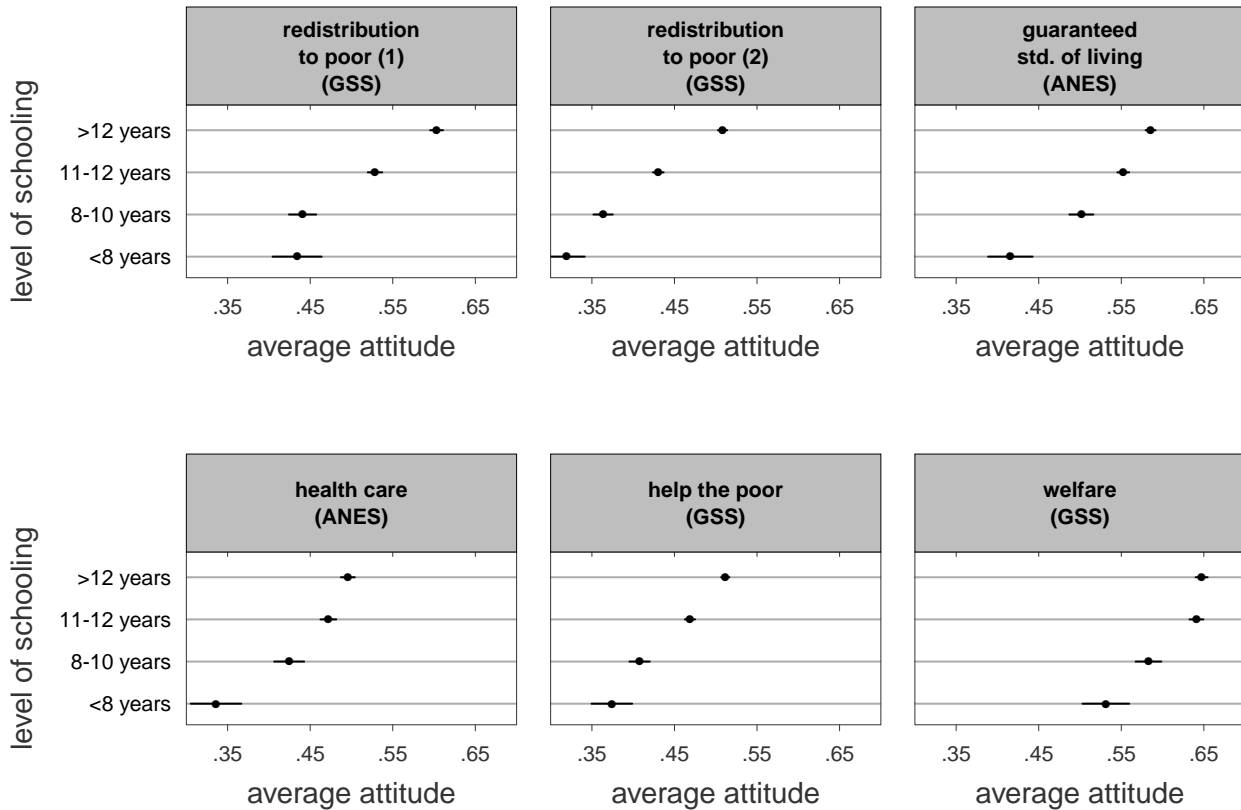 redistribution
to poor (1)
(GSS)
redistribution
to poor (2)
(GSS)
guaranteed
std. of living
(ANES)
level of schooling
>12 years
11-12 years
8-10 years
<8 years
.35 .45 .55 .65
.35 .45 .55 .65
.35 .45 .55 .65
average attitude
average attitude
average attitude
health care
(ANES)
help the poor
(GSS)
welfare
(GSS)
level of schooling
>12 years
11-12 years
8-10 years
<8 years
.35 .45 .55 .65
.35 .45 .55 .65
.35 .45 .55 .65
average attitude
average attitude
average attitude